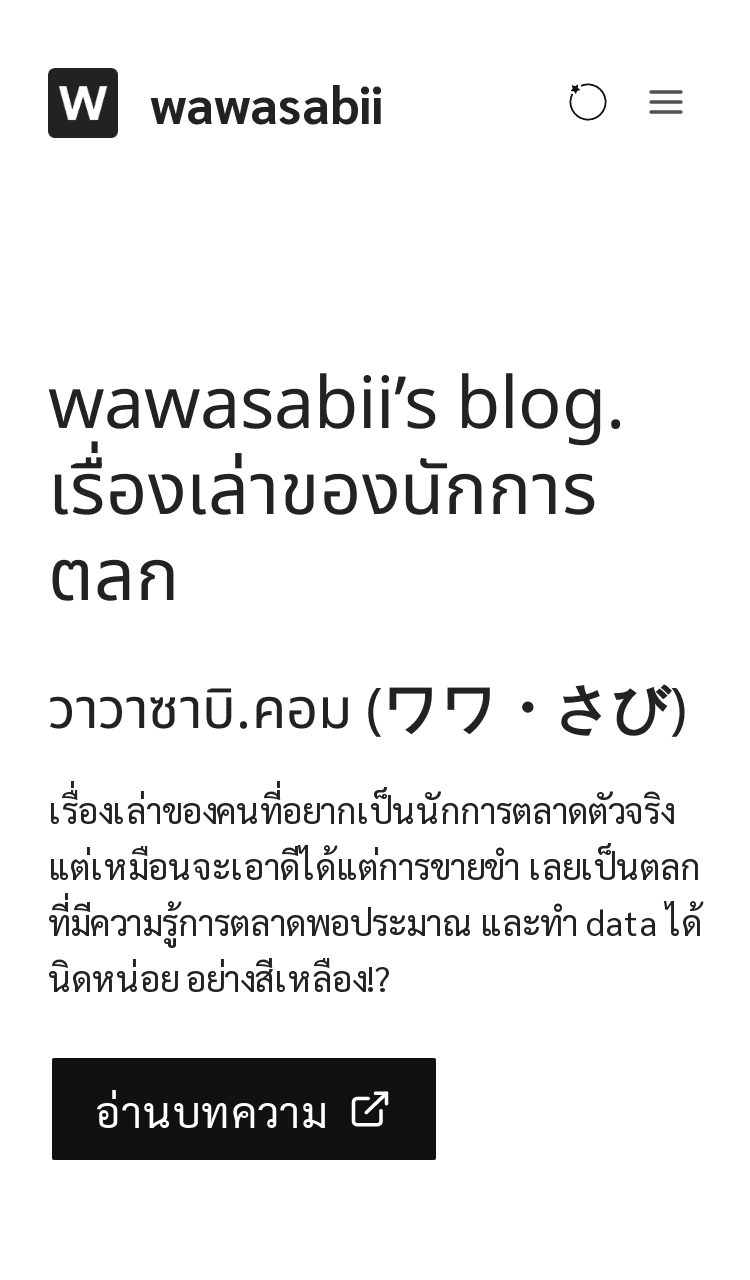 W wawasabii
wawasabii’s blog.
เรื่องเล่าของนักการ
ตลก
วาวาซาบิ.คอม (ワワ・さび)
เรื่องเล่าของคนที่อยากเป็นนักการตลาดตัวจริง
แต่เหมือนจะเอาดีได้แต่การขายขำ เลยเป็นตลก
ที่มีความรู้การตลาดพอประมาณ และทำ data ได้
นิดหน่อย อย่างสีเหลือง!?
อ่านบทความ